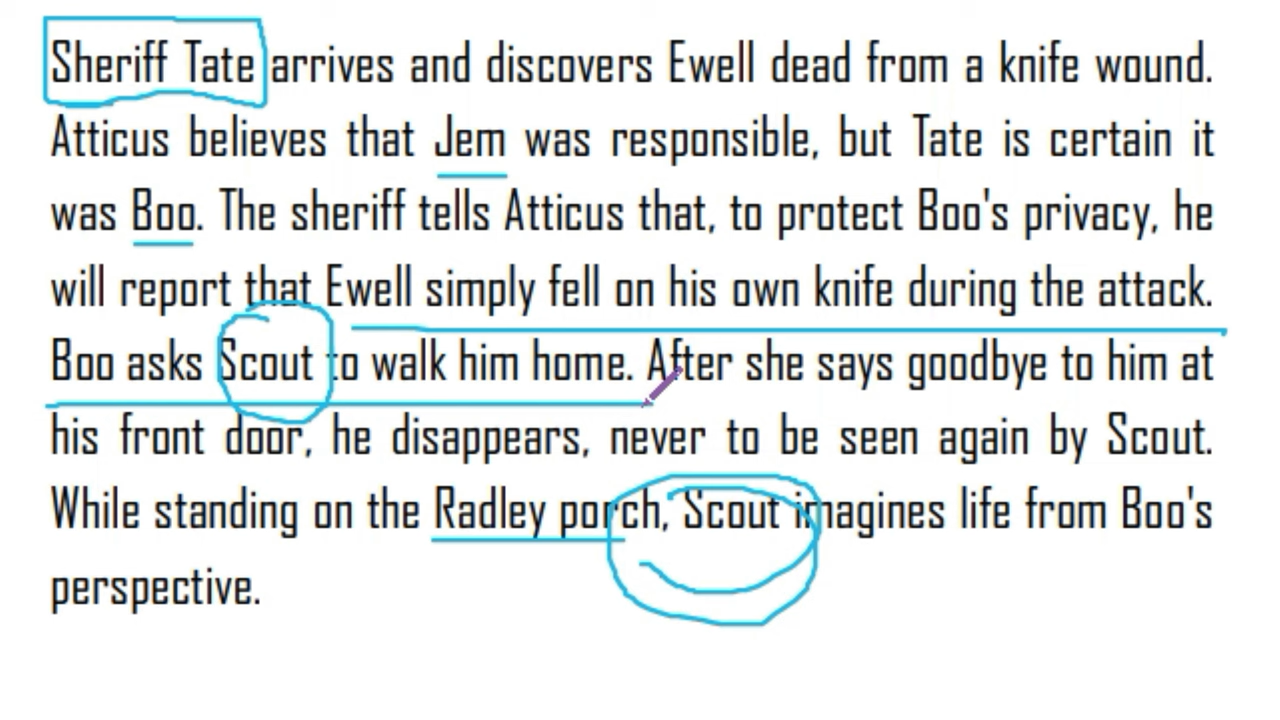 Sheriff Tate arrives and discovers Ewell dead from a knife wound.
Atticus believes that Jem was responsible, but Tate is certain it
was Boo. The sheriff tells Atticus that, to protect Boo's privacy, he
will report that Ewell simply fell on his own knife during the attack.
Boo asks Scout to walk him home. After she says goodbye to him at
his front door, he disappears, never to be seen again by Scout.
While standing on the Radley porch, Scout imagines life from Boo's
perspective.